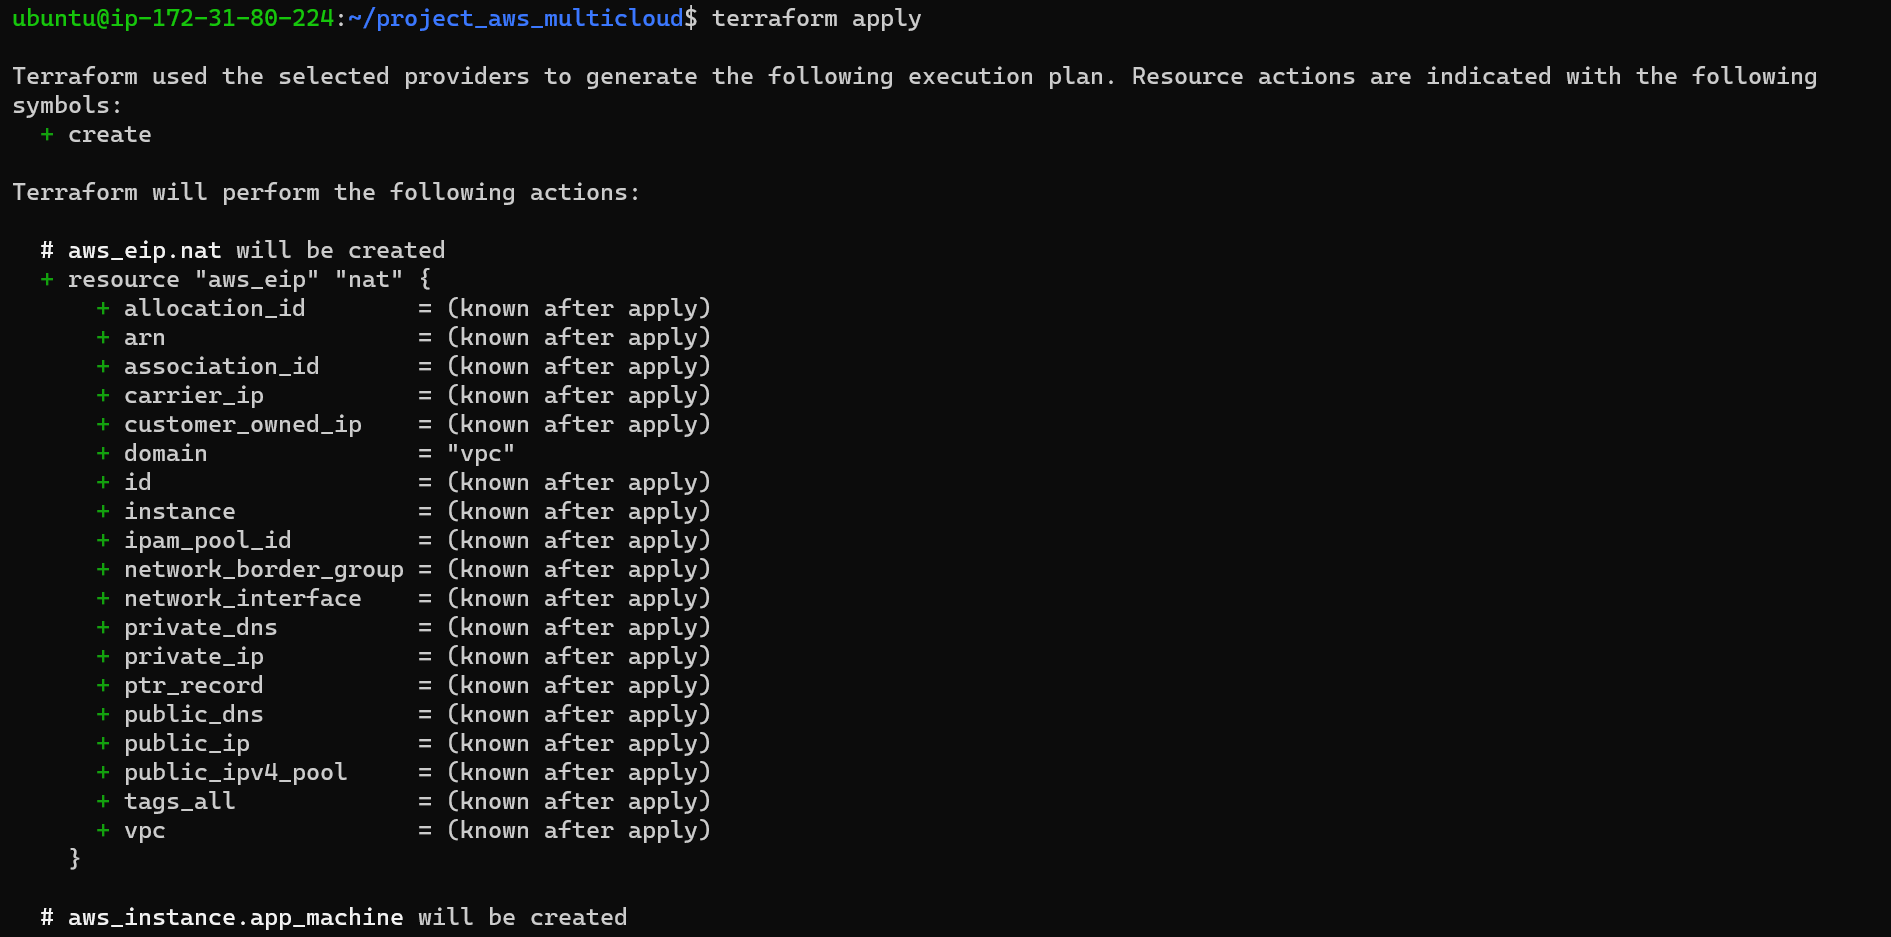 ubuntu@ip-172-31-80-224:~/project_aws_multicloud$ terraform apply
Terraform used the selected providers to generate the following execution plan. Resource actions are indicated with the following
symbols:
  + create
Terraform will perform the following actions:
  # aws_eip.nat will be created
  + resource "aws_eip" "nat" {
      + allocation_id        = (known after apply)
      + arn                  = (known after apply)
      + association_id       = (known after apply)
      + carrier_ip           = (known after apply)
      + customer_owned_ip    = (known after apply)
      + domain               = "vpc"
      + id                   = (known after apply)
      + instance             = (known after apply)
      + ipam_pool_id         = (known after apply)
      + network_border_group = (known after apply)
      + network_interface    = (known after apply)
      + private_dns          = (known after apply)
      + private_ip           = (known after apply)
      + ptr_record           = (known after apply)
      + public_dns           = (known after apply)
      + public_ip            = (known after apply)
      + public_ipv4_pool     = (known after apply)
      + tags_all             = (known after apply)
      + vpc                  = (known after apply)
    }
  # aws_instance.app_machine will be created